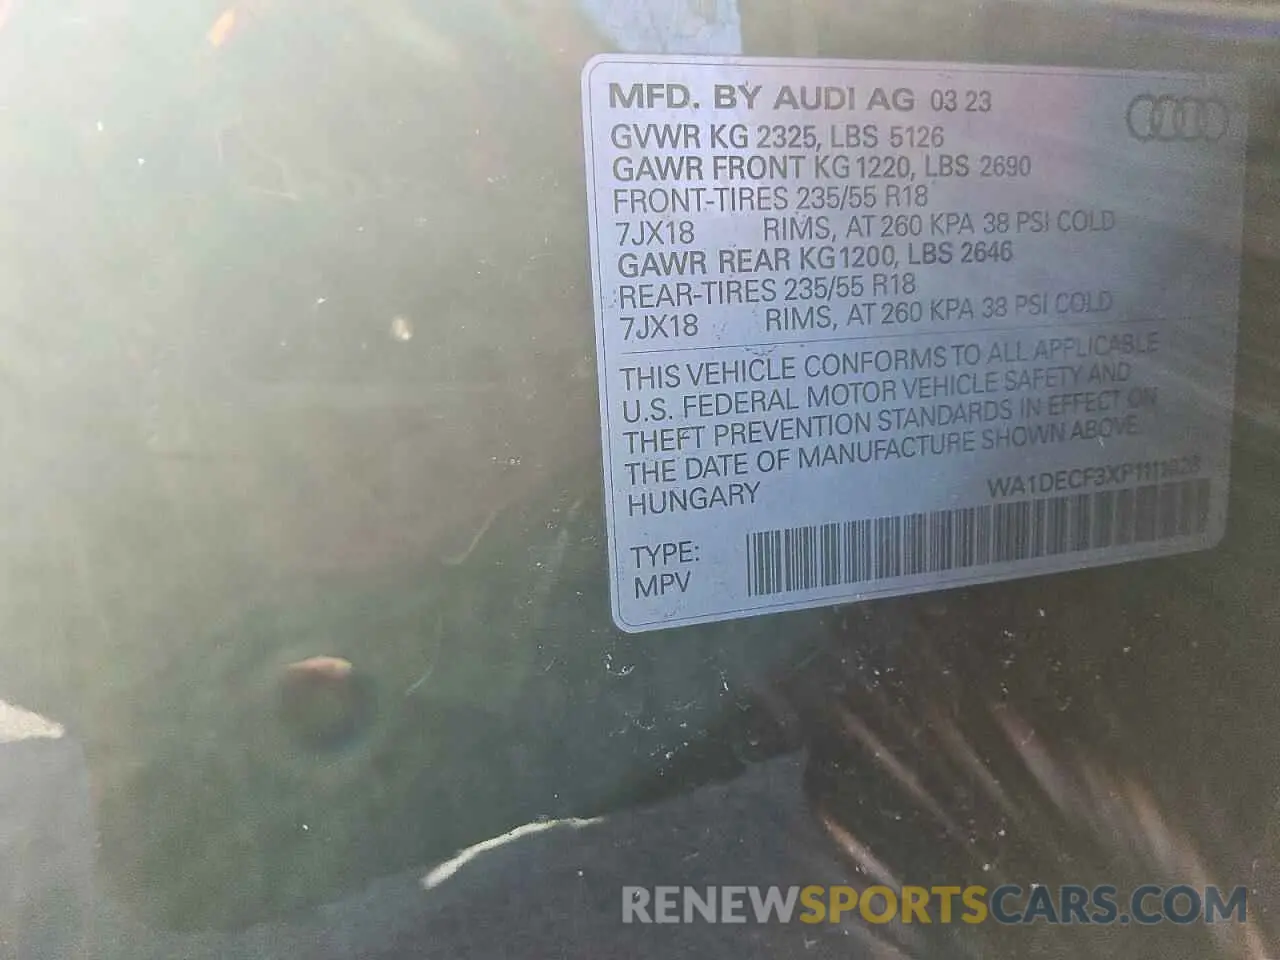 MFD. BY AUDI AG 03 23
GVWR KG 2325, LBS 5126
GAWR FRONT KG 1220, LBS 2690
FRONT-TIRES 235/55 R18
7JX18 RIMS, AT 260 KPA 38 PSI COLD
GAWR REAR KG 1200, LBS 2646
REAR-TIRES 235/55 R18
7JX18 RIMS, AT 260 KPA 38 PSI COLD
THIS VEHICLE CONFORMS TO ALL APPLICABLE
U.S. FEDERAL MOTOR VEHICLE SAFETY AND
THEFT PREVENTION STANDARDS IN EFFECT ON
THE DATE OF MANUFACTURE SHOWN ABOVE.
HUNGARY
TYPE:
MPV
RENEWSPORTSCARS.COM